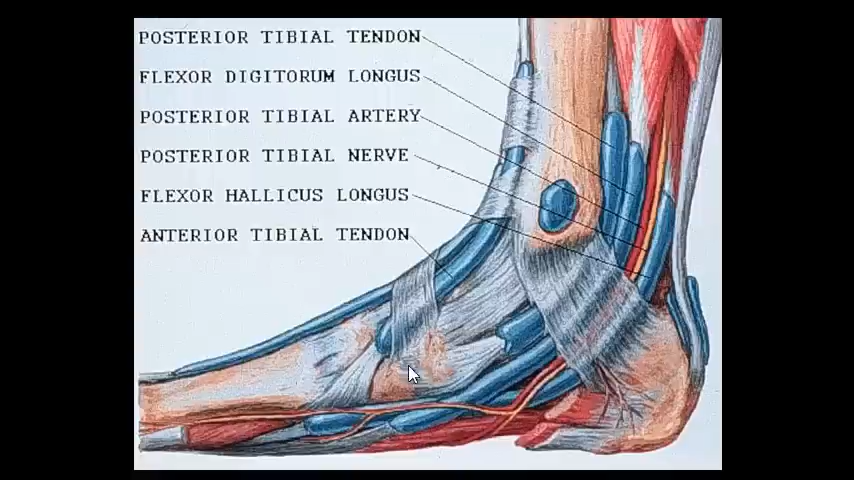 POSTERIOR TIBIAL TENDON
FLEXOR DIGITORUM LONGUS
POSTERIOR TIBIAL ARTERY
POSTERIOR TIBIAL NERVE
FLEXOR HALLICUS LONGUS
ANTERIOR TIBIAL TENDON